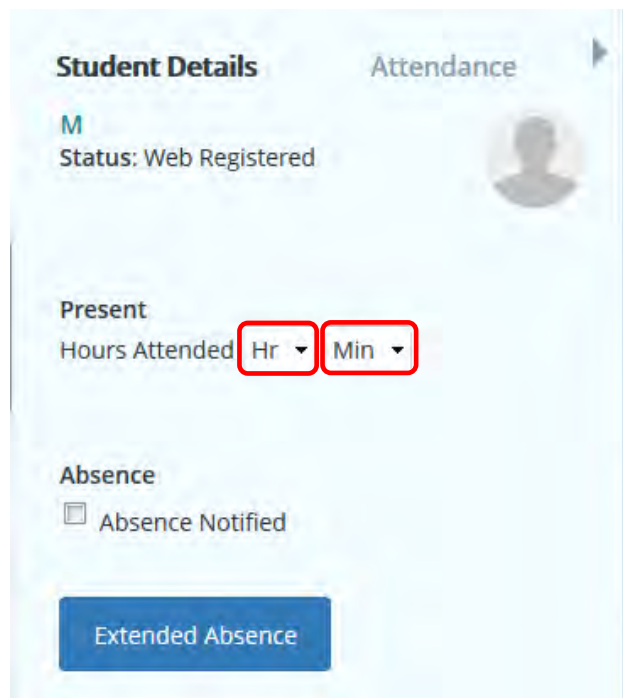 Student Details Attendance
M
Status: Web Registered
Present
Hours Attended Hr Min
Absence
Absence Notified
Extended Absence